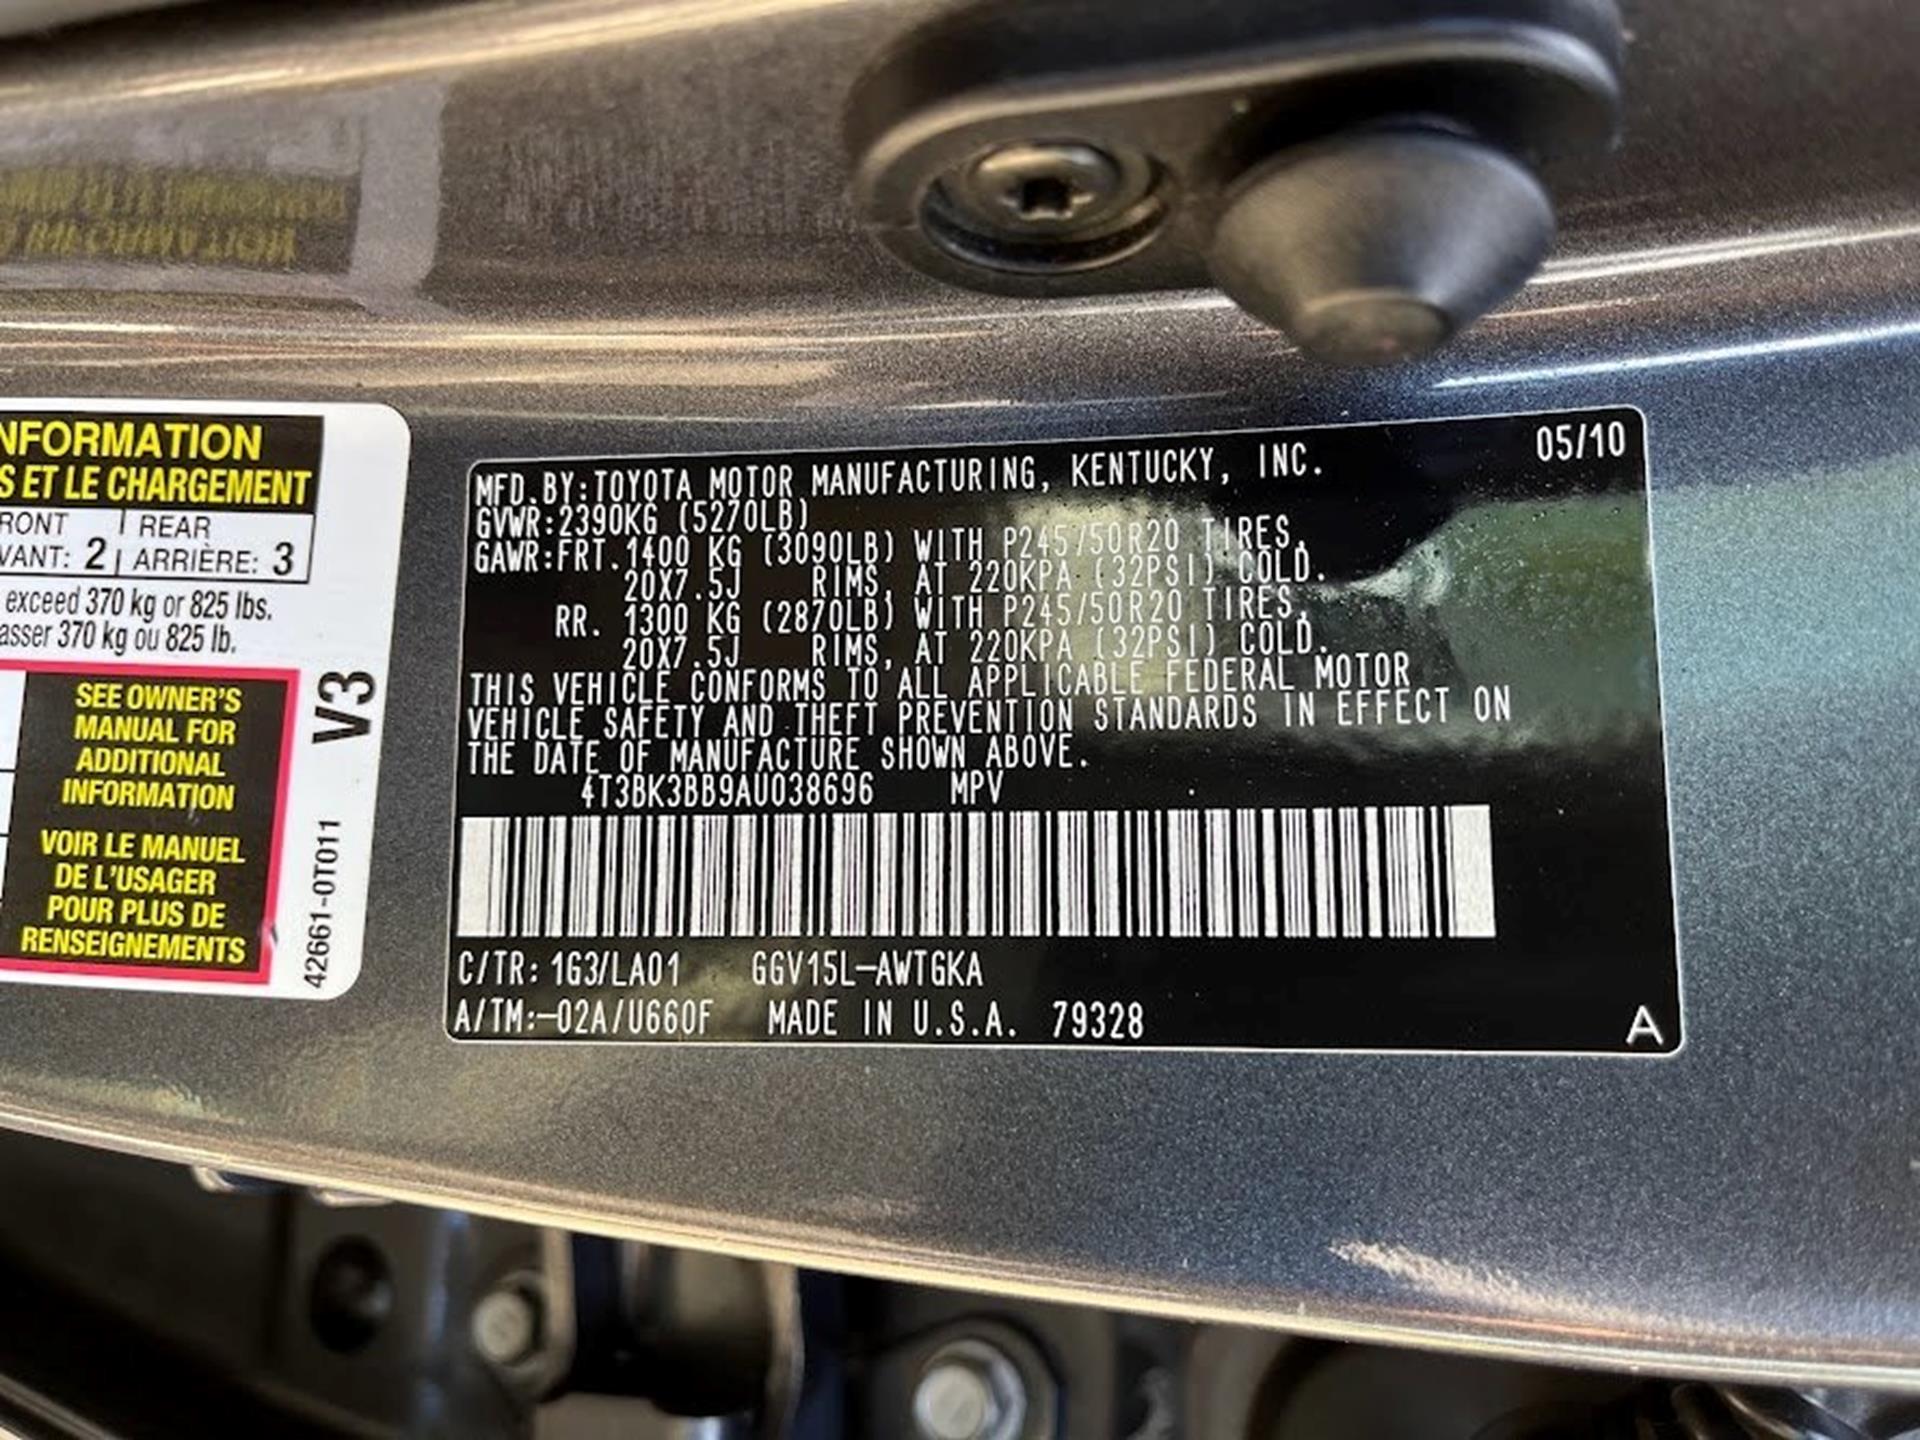 NFORMATION
S ET LE CHARGEMENT
RONT | REAR
VANT: 2 | ARRIÈRE: 3
exceed 370 kg or 825 lbs.
asser 370 kg ou 825 lb.
SEE OWNER'S
MANUAL FOR
ADDITIONAL
INFORMATION
VOIR LE MANUEL
DE L'USAGER
POUR PLUS DE
RENSEIGNEMENTS
V3
42661-0T011
05/10
MFD.BY:TOYOTA MOTOR MANUFACTURING, KENTUCKY, INC.
GVWR:2390KG (5270LB)
GAWR:FRT.1400 KG (3090LB) WITH P245/50R20 TIRES,
20X7.5J RIMS, AT 220KPA (32PSI) COLD.
RR. 1300 KG (2870LB) WITH P245/50R20 TIRES,
20X7.5J RIMS, AT 220KPA (32PSI) COLD.
THIS VEHICLE CONFORMS TO ALL APPLICABLE FEDERAL MOTOR
VEHICLE SAFETY AND THEFT PREVENTION STANDARDS IN EFFECT ON
THE DATE OF MANUFACTURE SHOWN ABOVE.
4T3BK3BB9AU038696 MPV
C/TR: 1G3/LA01 GGV15L-AWTGKA
A/TM:-02A/U660F MADE IN U.S.A. 79328
A